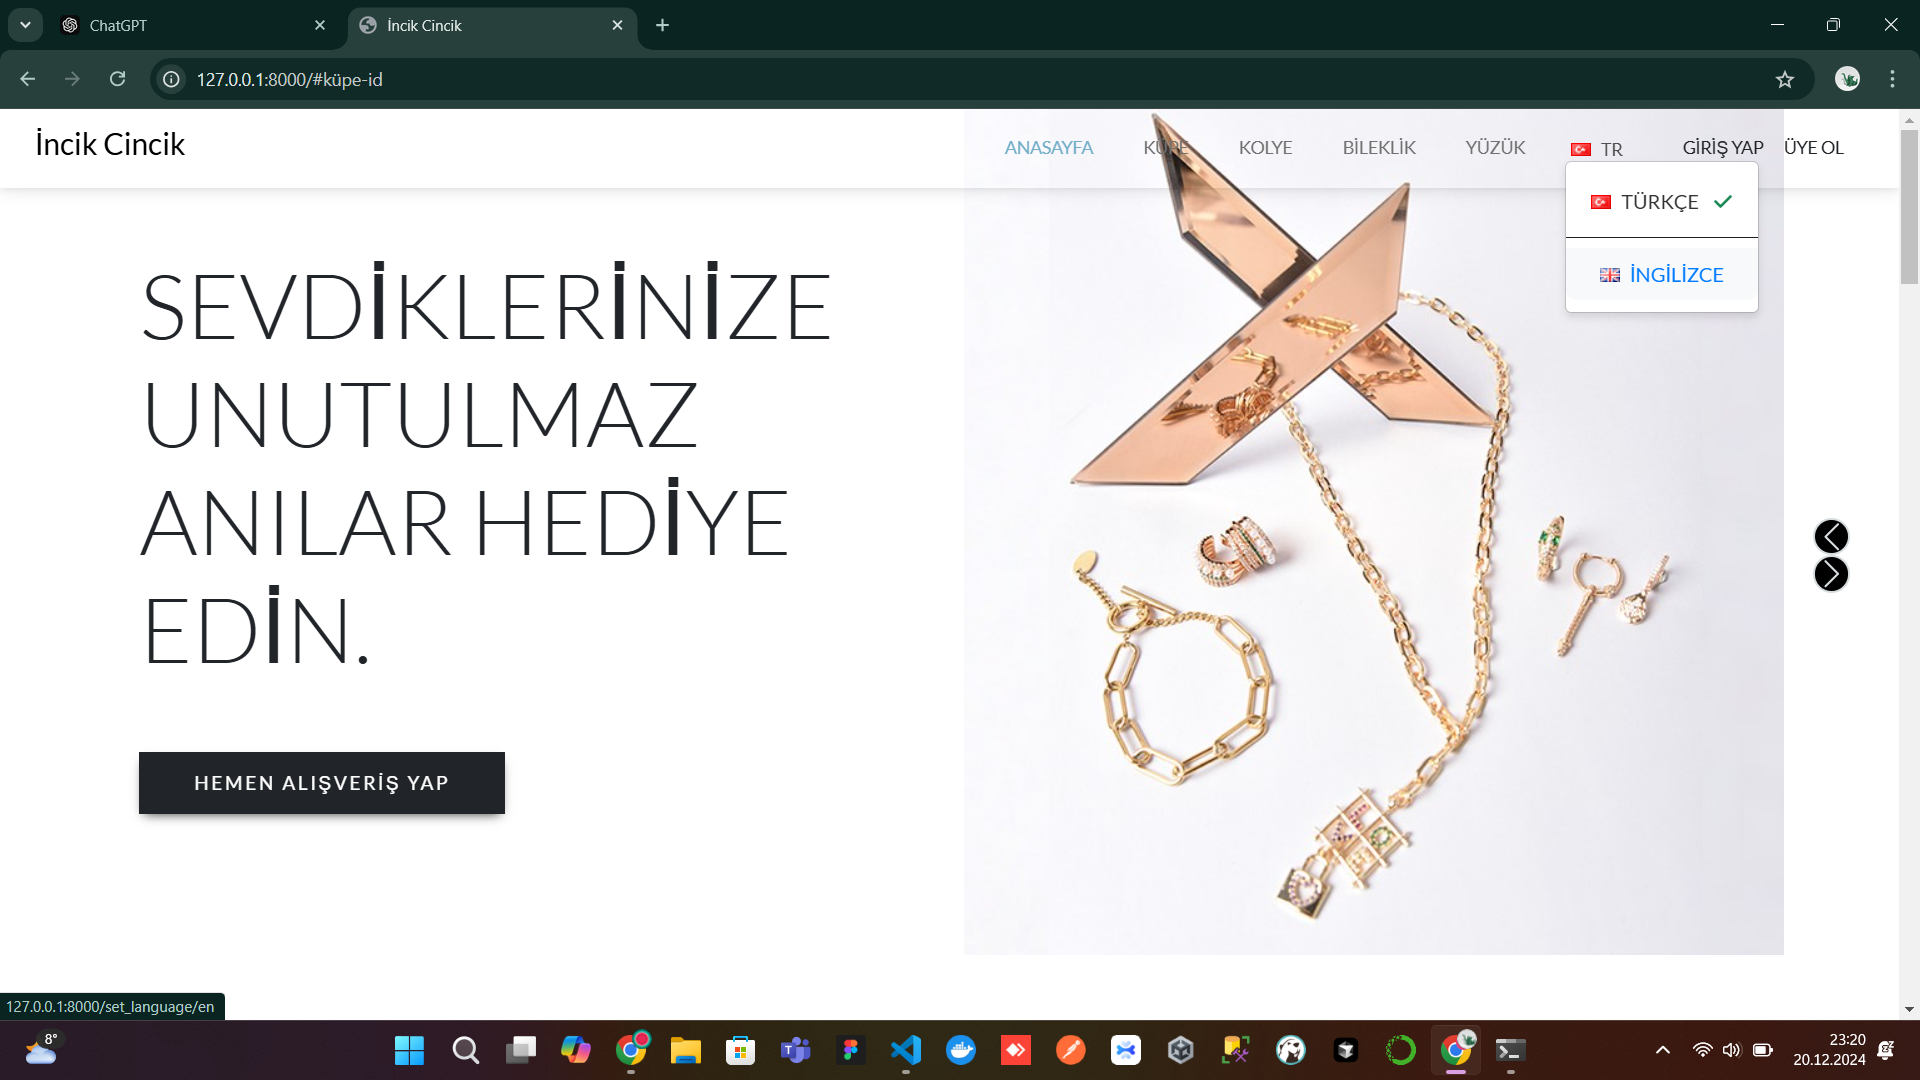 ChatGPT
İncik Cincik
127.0.0.1:8000/#küpe-id
İncik Cincik
ANASAYFA
KÜPE
KOLYE
BİLEKLİK
YÜZÜK
TR
GİRİŞ YAP
ÜYE OL
TÜRKÇE
İNGİLİZCE
SEVDİKLERİNİZE
UNUTULMAZ
ANILAR HEDİYE
EDİN.
HEMEN ALIŞVERİŞ YAP
127.0.0.1:8000/set_language/en
8°
23:20
20.12.2024